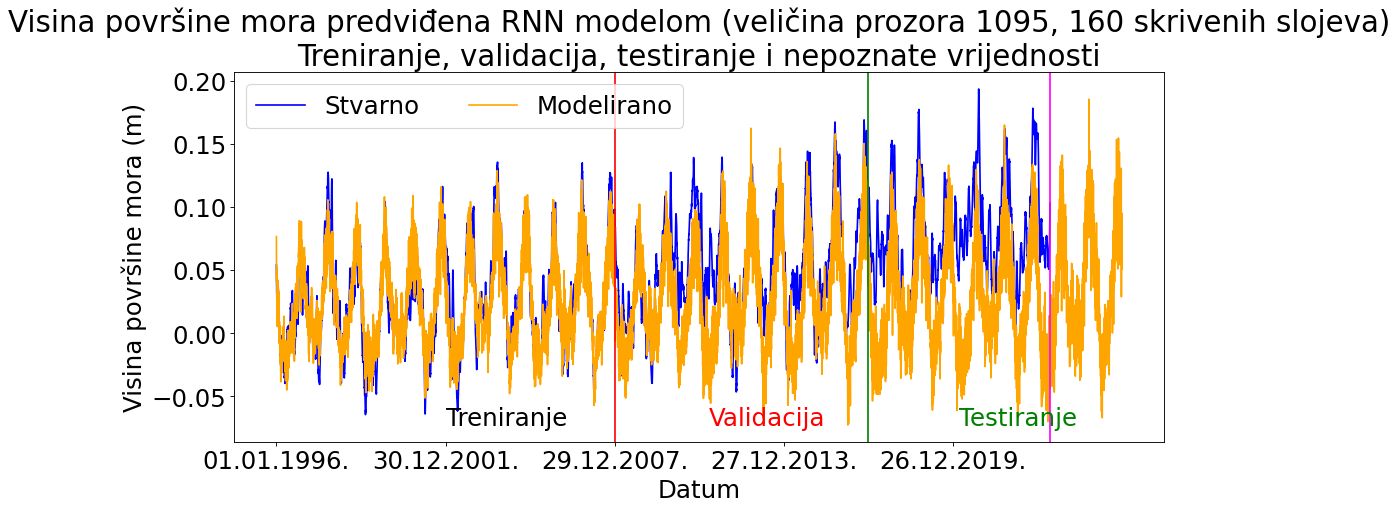 Visina površine mora predviđena RNN modelom (veličina prozora 1095, 160 skrivenih slojeva)
Treniranje, validacija, testiranje i nepoznate vrijednosti
Visina površine mora (m)
0.20
0.15
0.10
0.05
0.00
−0.05
Stvarno Modelirano
Treniranje Validacija Testiranje
01.01.1996. 30.12.2001. 29.12.2007. 27.12.2013. 26.12.2019.
Datum